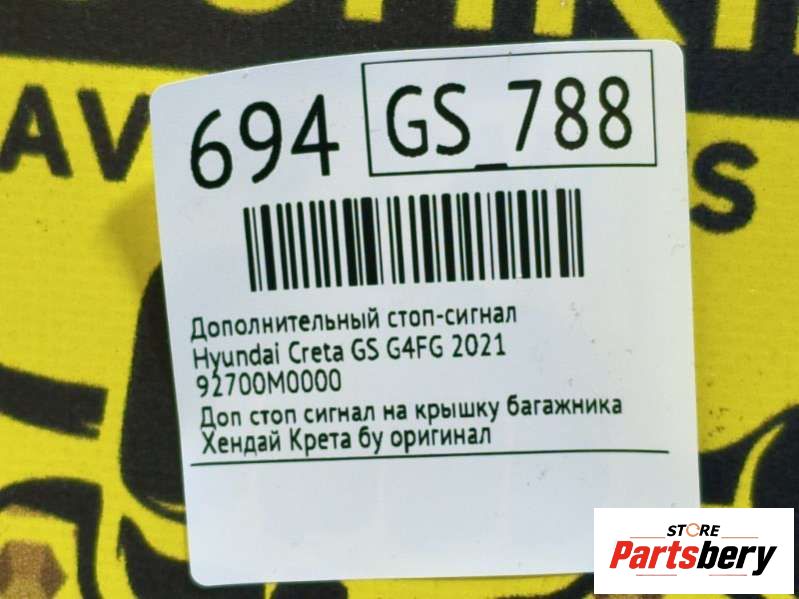 694 GS_788
Дополнительный стоп-сигнал
Hyundai Creta GS G4FG 2021
92700M0000
Доп стоп сигнал на крышку багажника
Хендай Крета бу оригинал
STORE
Partsbery